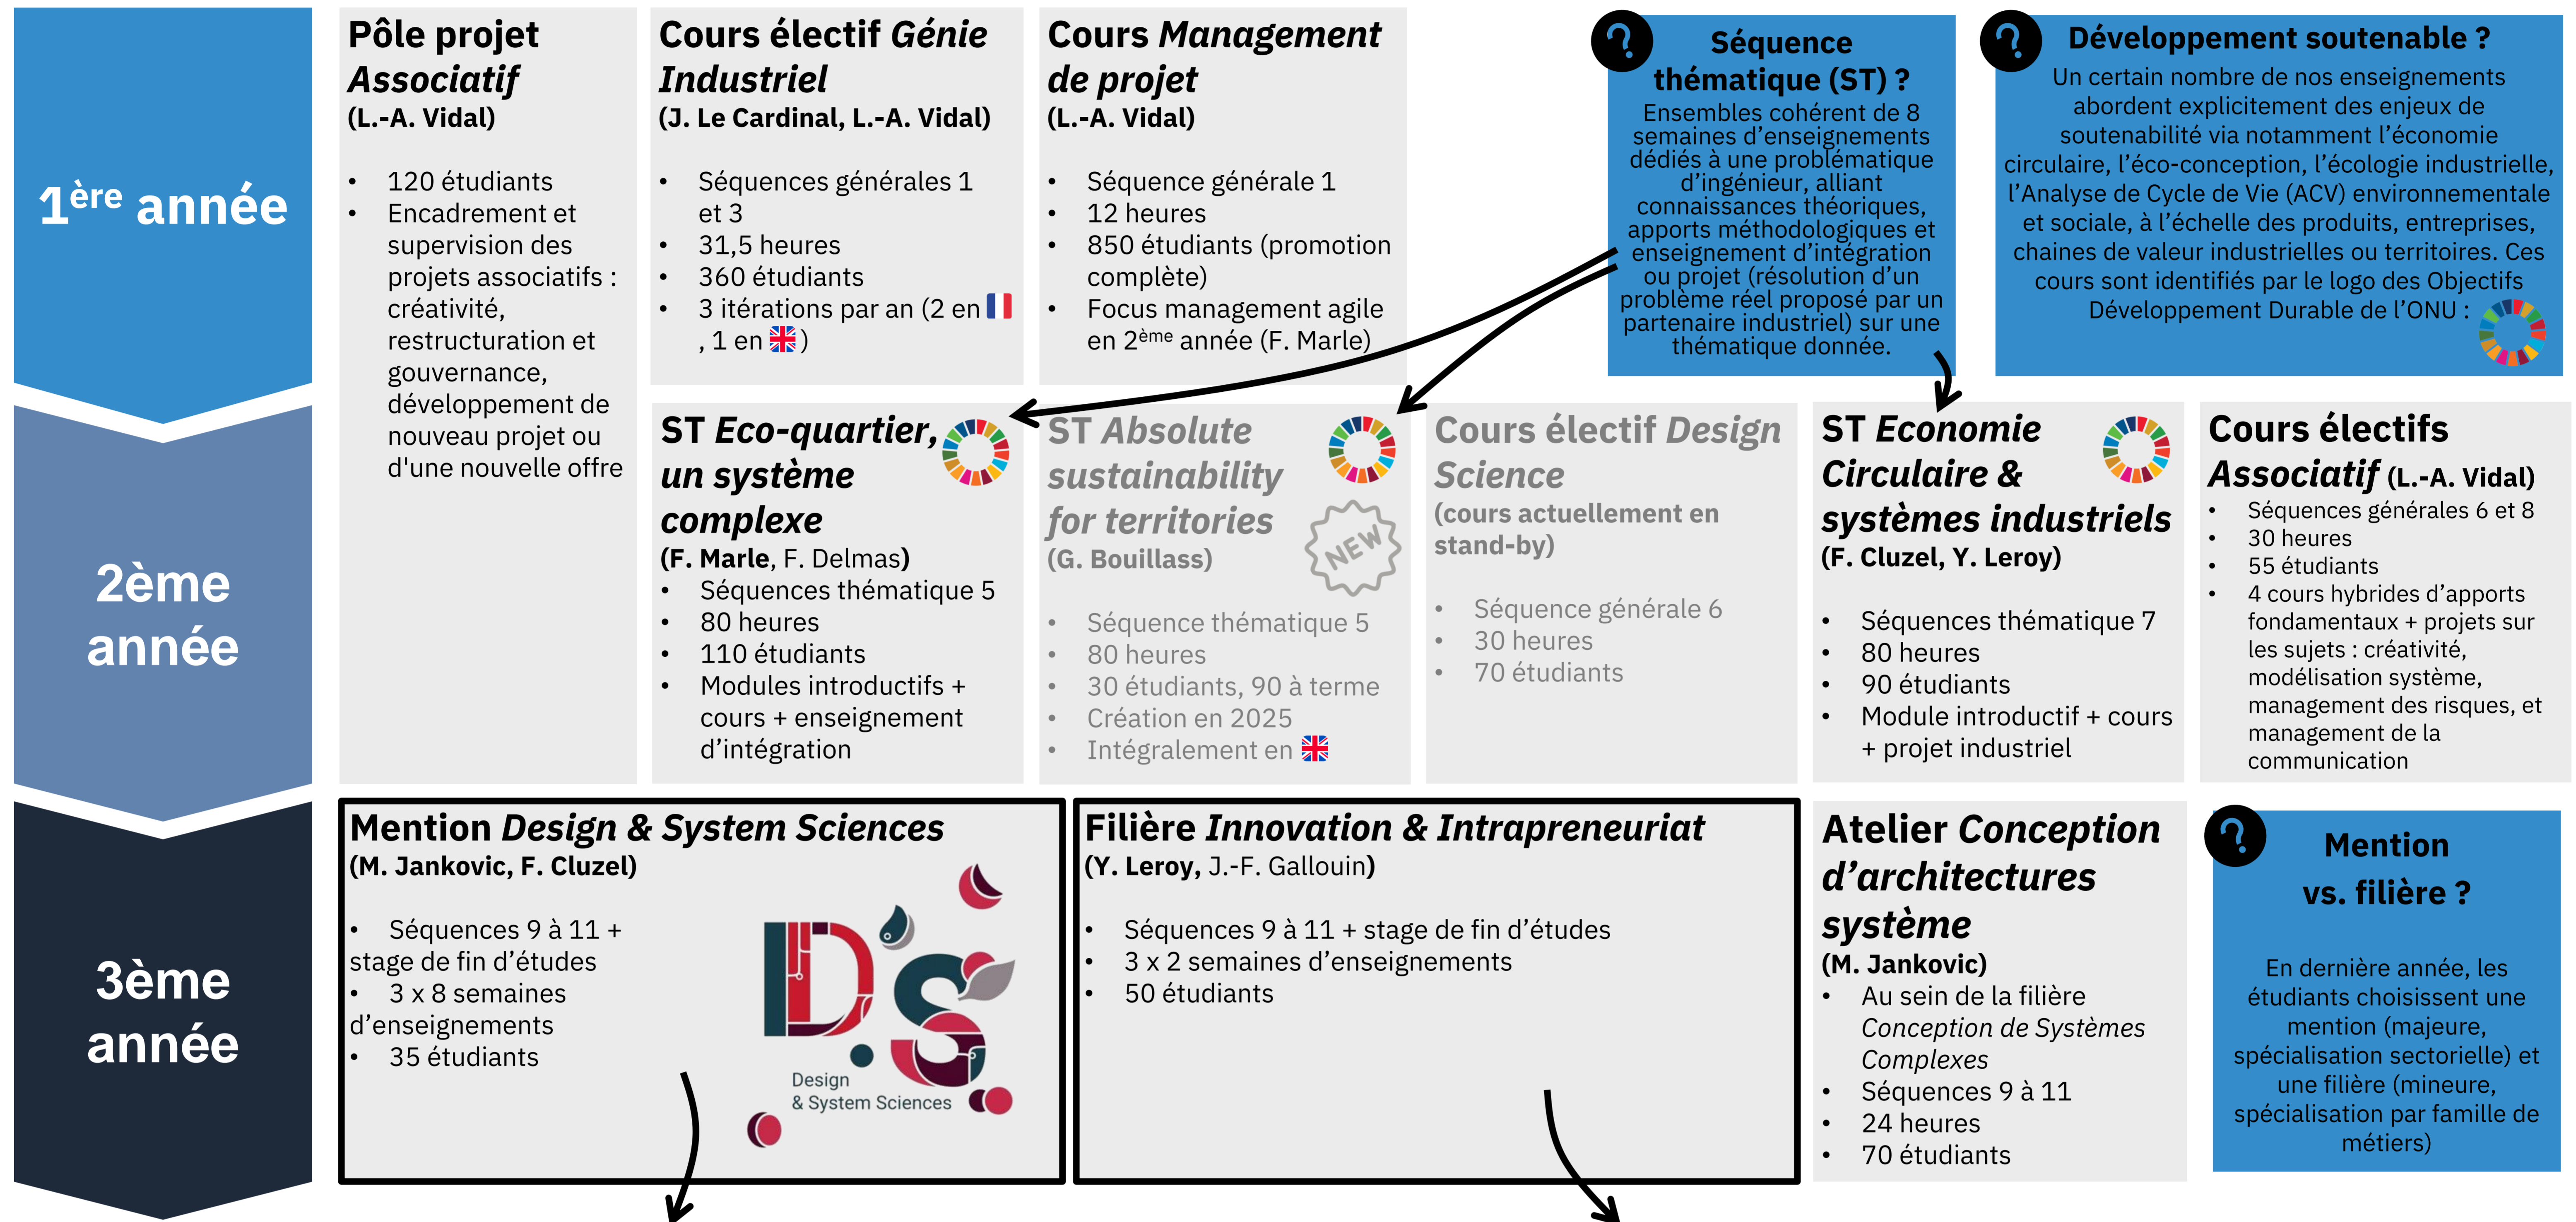 1ère année
Pôle projet
Associatif
(L.-A. Vidal)
• 120 étudiants
• Encadrement et
supervision des
projets associatifs :
créativité,
restructuration et
gouvernance,
développement de
nouveau projet ou
d'une nouvelle offre
Cours électif Génie
Industriel
(J. Le Cardinal, L.-A. Vidal)
• Séquences générales 1
et 3
• 31,5 heures
• 360 étudiants
• 3 itérations par an (2 en
, 1 en )
Cours Management
de projet
(L.-A. Vidal)
• Séquence générale 1
• 12 heures
• 850 étudiants (promotion
complète)
• Focus management agile
en 2ème année (F. Marle)
?
Séquence
thématique (ST) ?
Ensembles cohérent de 8
semaines d’enseignements
dédiés à une problématique
d’ingénieur, alliant
connaissances théoriques,
apports méthodologiques et
enseignement d’intégration
ou projet (résolution d’un
problème réel proposé par un
partenaire industriel) sur une
thématique donnée.
?
Développement soutenable ?
Un certain nombre de nos enseignements
abordent explicitement des enjeux de
soutenabilité via notamment l’économie
circulaire, l’éco-conception, l’écologie industrielle,
l’Analyse de Cycle de Vie (ACV) environnementale
et sociale, à l’échelle des produits, entreprises,
chaines de valeur industrielles ou territoires. Ces
cours sont identifiés par le logo des Objectifs
Développement Durable de l’ONU :
2ème
année
ST Eco-quartier,
un système
complexe
(F. Marle, F. Delmas)
• Séquences thématique 5
• 80 heures
• 110 étudiants
• Modules introductifs +
cours + enseignement
d’intégration
ST Absolute
sustainability
for territories
(G. Bouillass)
NEW
• Séquence thématique 5
• 80 heures
• 30 étudiants, 90 à terme
• Création en 2025
• Intégralement en
Cours électif Design
Science
(cours actuellement en
stand-by)
• Séquence générale 6
• 30 heures
• 70 étudiants
ST Economie
Circulaire &
systèmes industriels
(F. Cluzel, Y. Leroy)
• Séquences thématique 7
• 80 heures
• 90 étudiants
• Module introductif + cours
+ projet industriel
Cours électifs
Associatif (L.-A. Vidal)
• Séquences générales 6 et 8
• 30 heures
• 55 étudiants
• 4 cours hybrides d’apports
fondamentaux + projets sur
les sujets : créativité,
modélisation système,
management des risques, et
management de la
communication
3ème
année
Mention Design & System Sciences
(M. Jankovic, F. Cluzel)
• Séquences 9 à 11 +
stage de fin d’études
• 3 x 8 semaines
d’enseignements
• 35 étudiants
DS
Design
& System Sciences
Filière Innovation & Intrapreneuriat
(Y. Leroy, J.-F. Gallouin)
• Séquences 9 à 11 + stage de fin d’études
• 3 x 2 semaines d’enseignements
• 50 étudiants
Atelier Conception
d’architectures
système
(M. Jankovic)
• Au sein de la filière
Conception de Systèmes
Complexes
• Séquences 9 à 11
• 24 heures
• 70 étudiants
?
Mention
vs. filière ?
En dernière année, les
étudiants choisissent une
mention (majeure,
spécialisation sectorielle) et
une filière (mineure,
spécialisation par famille de
métiers)